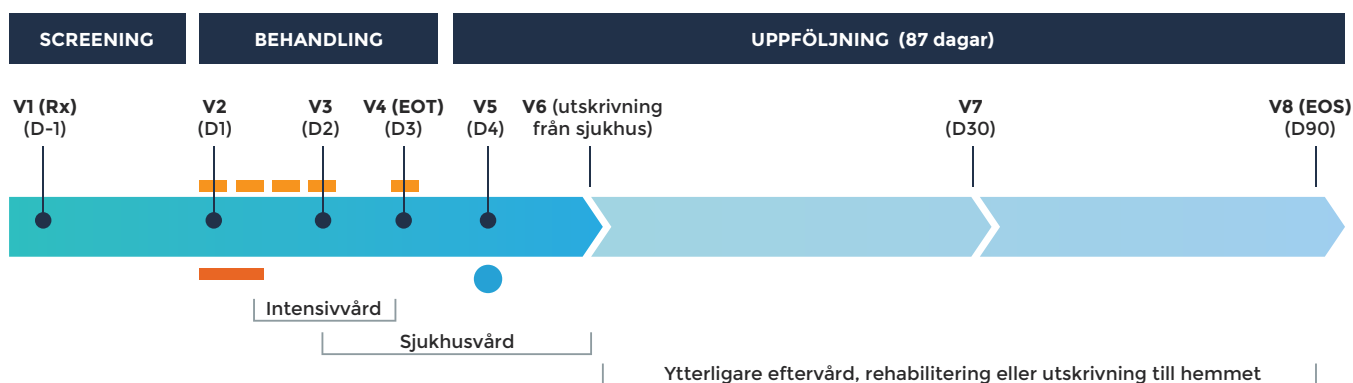 SCREENING
BEHANDLING
UPPFÖLJNING (87 dagar)
V1 (Rx)
(D-1)
V2
(D1)
V3
(D2)
V4 (EOT)
(D3)
V5
(D4)
V6 (utskrivning
från sjukhus)
V7
(D30)
V8 (EOS)
(D90)
Intensivvård
Sjukhusvård
Ytterligare eftervård, rehabilitering eller utskrivning till hemmet